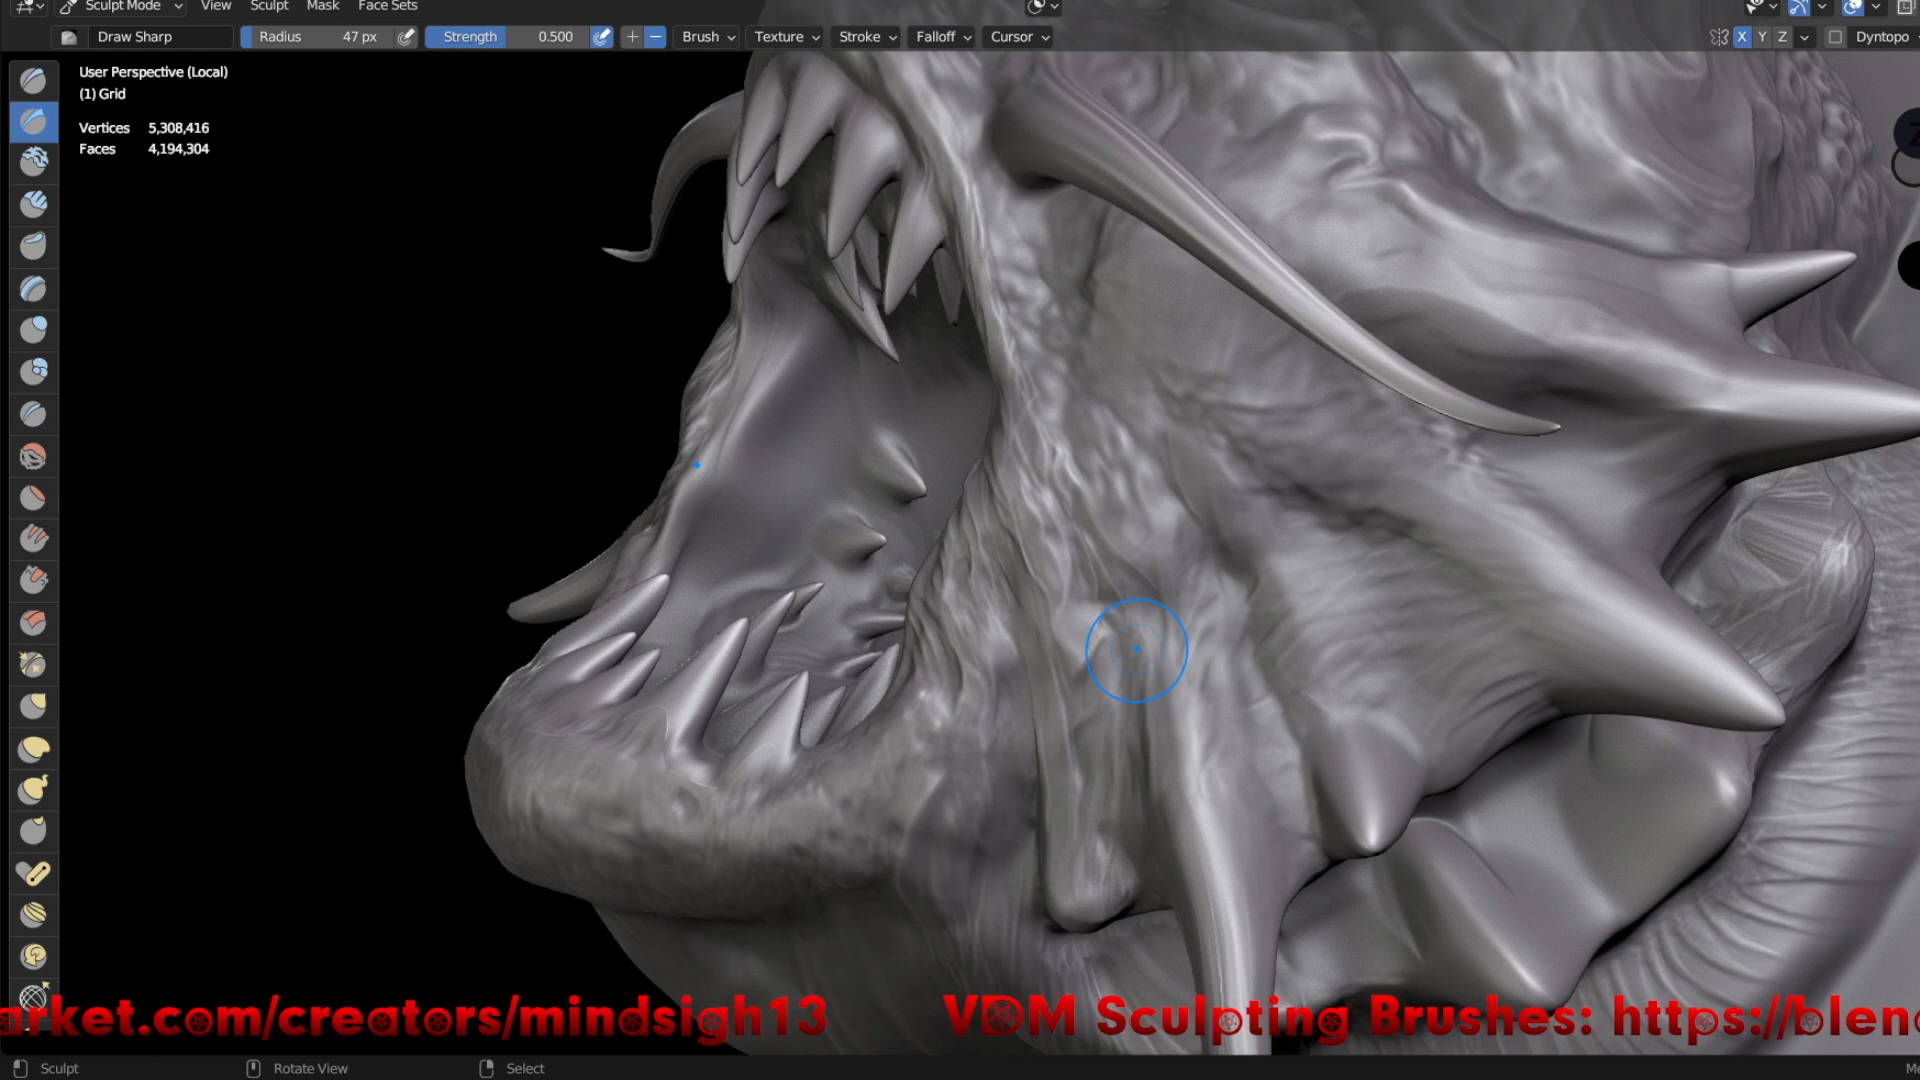 Sculpt Mode View Sculpt Mask Face Sets
Draw Sharp Radius 47 px Strength 0.500 Brush Texture Stroke Falloff Cursor X Y Z Dyntopo
User Perspective (Local)
(1) Grid
Vertices 5,308,416
Faces 4,194,304
arket.com/creators/mindsigh13 VDM Sculpting Brushes: https://blen
Sculpt Rotate View Select Me